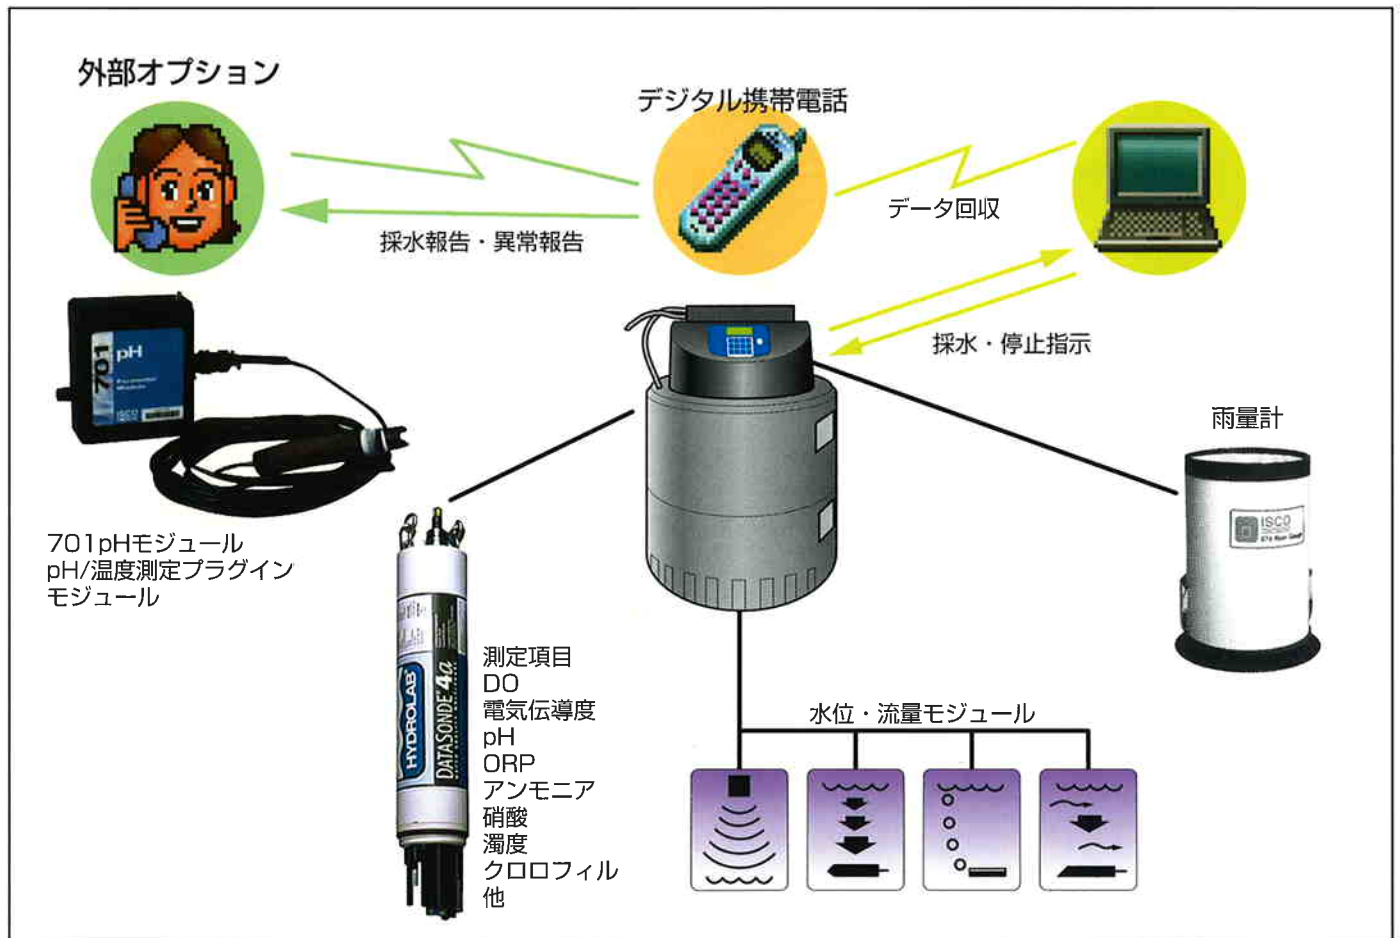 外部オプション
デジタル携帯電話
データ回収
採水報告・異常報告
採水・停止指示
701
pH
ISCO
701pHモジュール
pH/温度測定プラグイン
モジュール
雨量計
ISCO
HYDROLAB
DATASONDE 4a
測定項目
DO
電気伝導度
pH
ORP
アンモニア
硝酸
濁度
クロロフィル
他
水位・流量モジュール